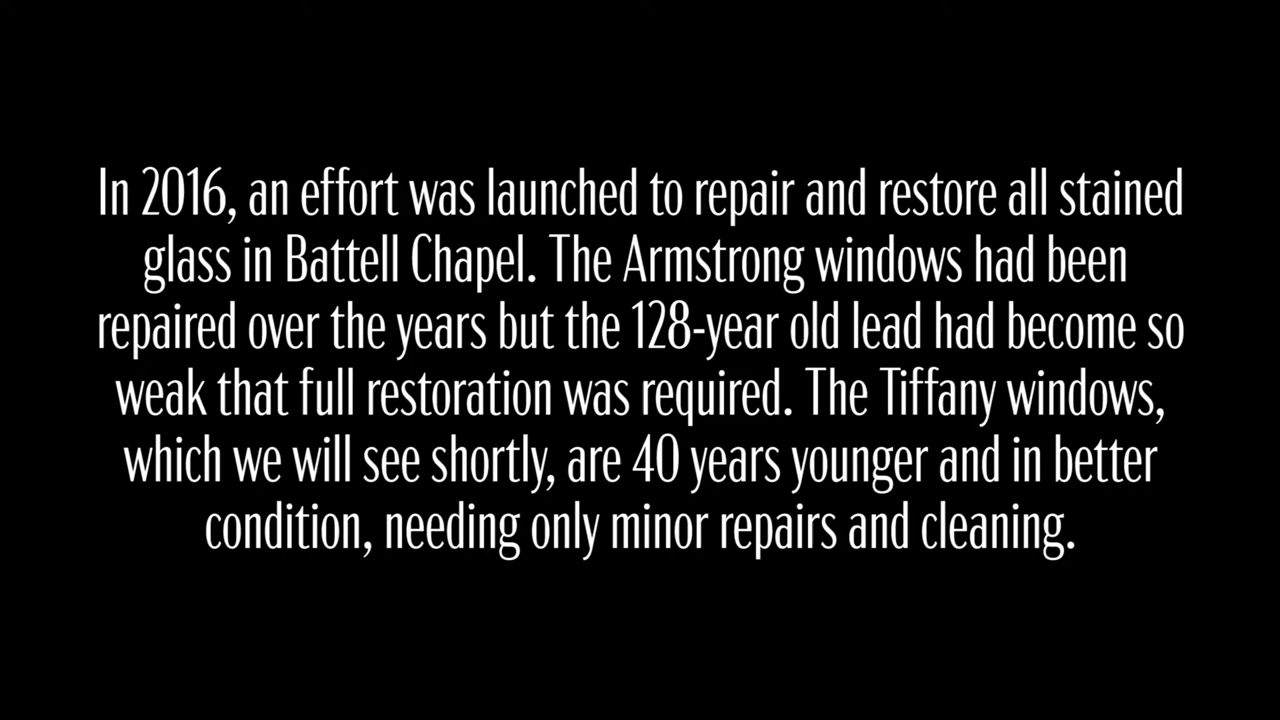 In 2016, an effort was launched to repair and restore all stained
glass in Battell Chapel. The Armstrong windows had been
repaired over the years but the 128-year old lead had become so
weak that full restoration was required. The Tiffany windows,
which we will see shortly, are 40 years younger and in better
condition, needing only minor repairs and cleaning.